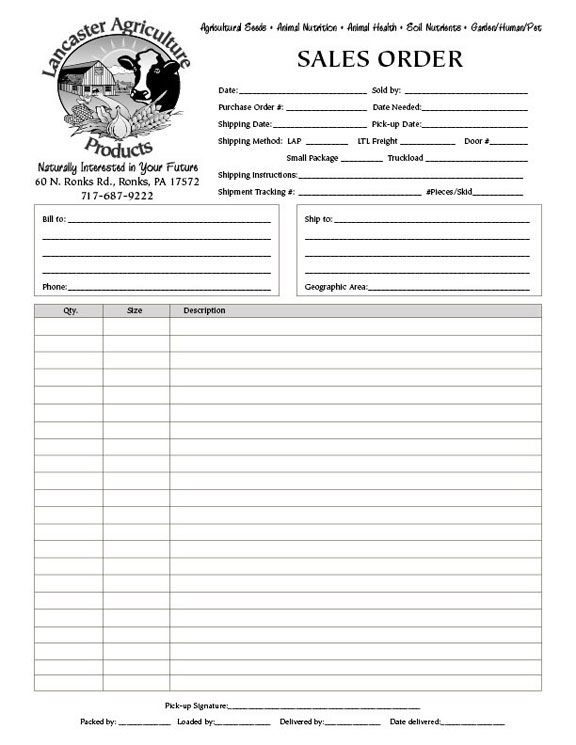 Lancaster Agriculture
Products
Naturally Interested in Your Future
60 N. Ronks Rd., Ronks, PA 17572
717-687-9222
Agricultural Seeds • Animal Nutrition • Animal Health • Soil Nutrients • Garden/Human/Pet
SALES ORDER
Date: Sold by:
Purchase Order #: Date Needed:
Shipping Date: Pick-up Date:
Shipping Method: LAP LTL Freight Door #
Small Package Truckload
Shipping Instructions:
Shipment Tracking #: #Pieces/Skid
Bill to:
Phone:
Ship to:
Geographic Area:
Qty. Size Description
Pick-up Signature:
Packed by: Loaded by: Delivered by: Date delivered: